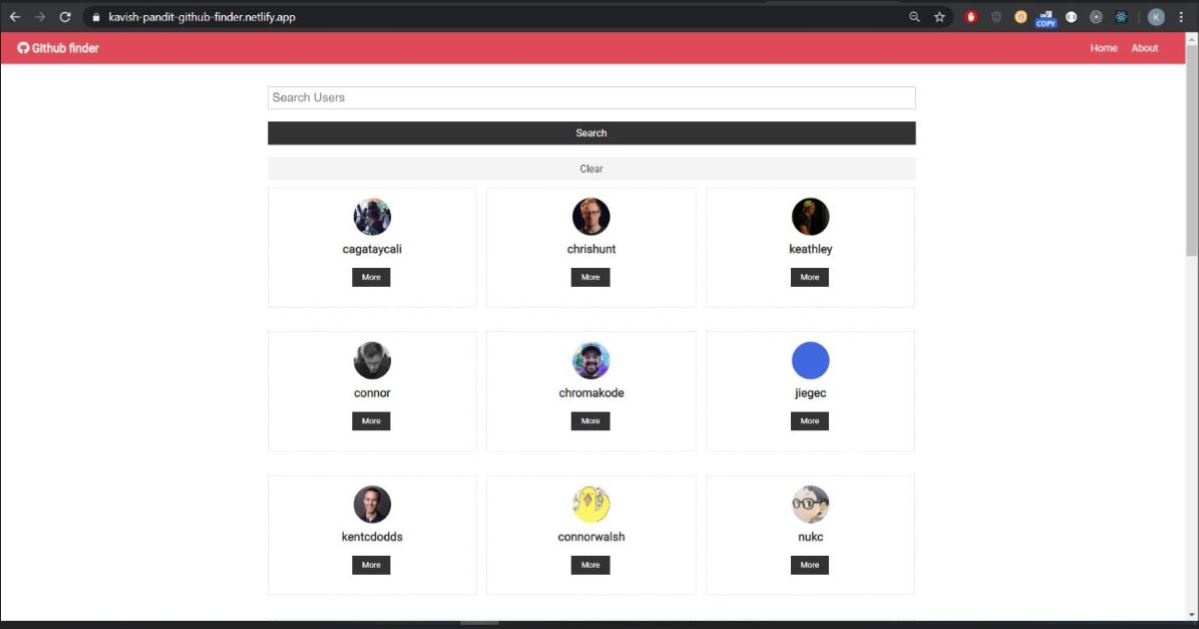 kavish-pandit-github-finder.netlify.app
COPY
K
GIthub finder
Home About
Search Users
Search
Clear
cagataycali chrishunt keathley
More More More
connor chromakode jiegec
More More More
kentcdodds connorwalsh nukc
More More More